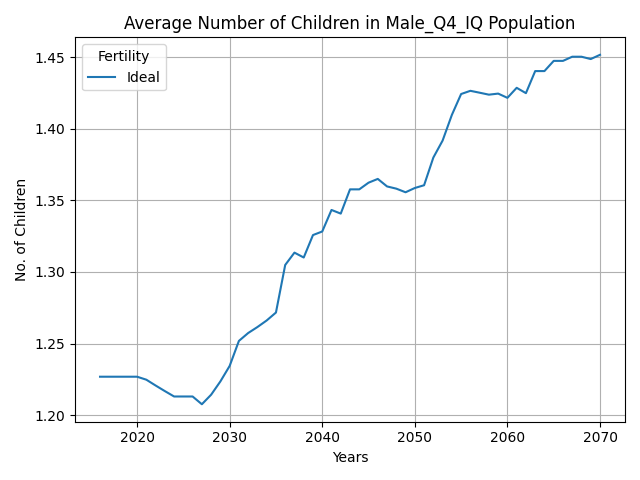 Average Number of Children in Male_Q4_IQ Population
Fertility
Ideal
No. of Children
1.45
1.40
1.35
1.30
1.25
1.20
2020 2030 2040 2050 2060 2070
Years